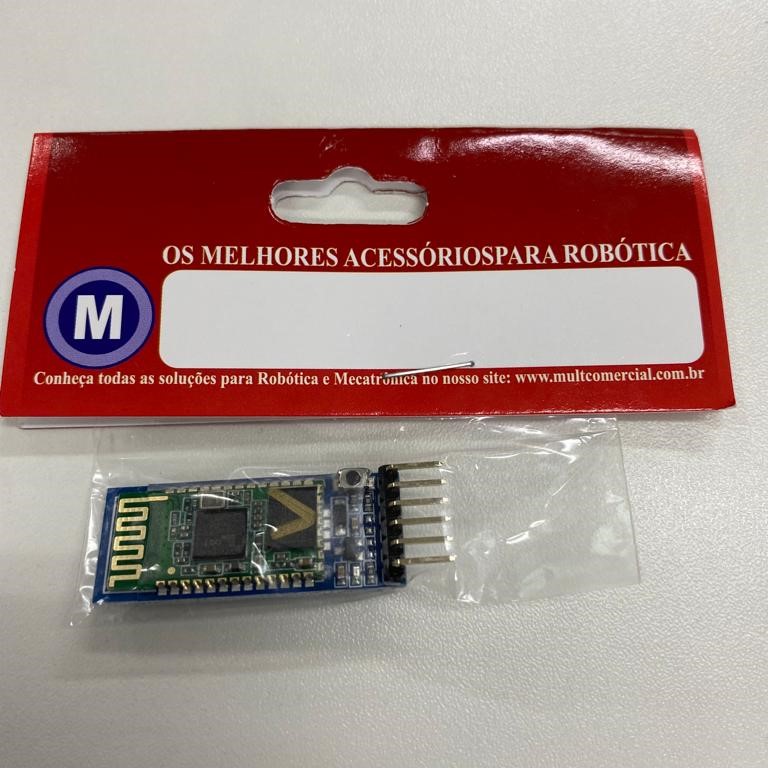 OS MELHORES ACESSÓRIOSPARA ROBÓTICA
M
Conheça todas as soluções para Robótica e Mecatrônica no nosso site: www.multcomercial.com.br